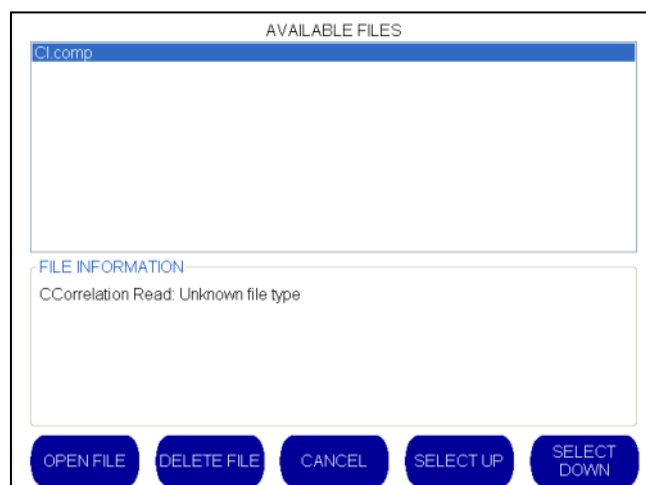 AVAILABLE FILES
CI.comp
FILE INFORMATION
CCorrelation Read: Unknown file type
OPEN FILE
DELETE FILE
CANCEL
SELECT UP
SELECT
DOWN